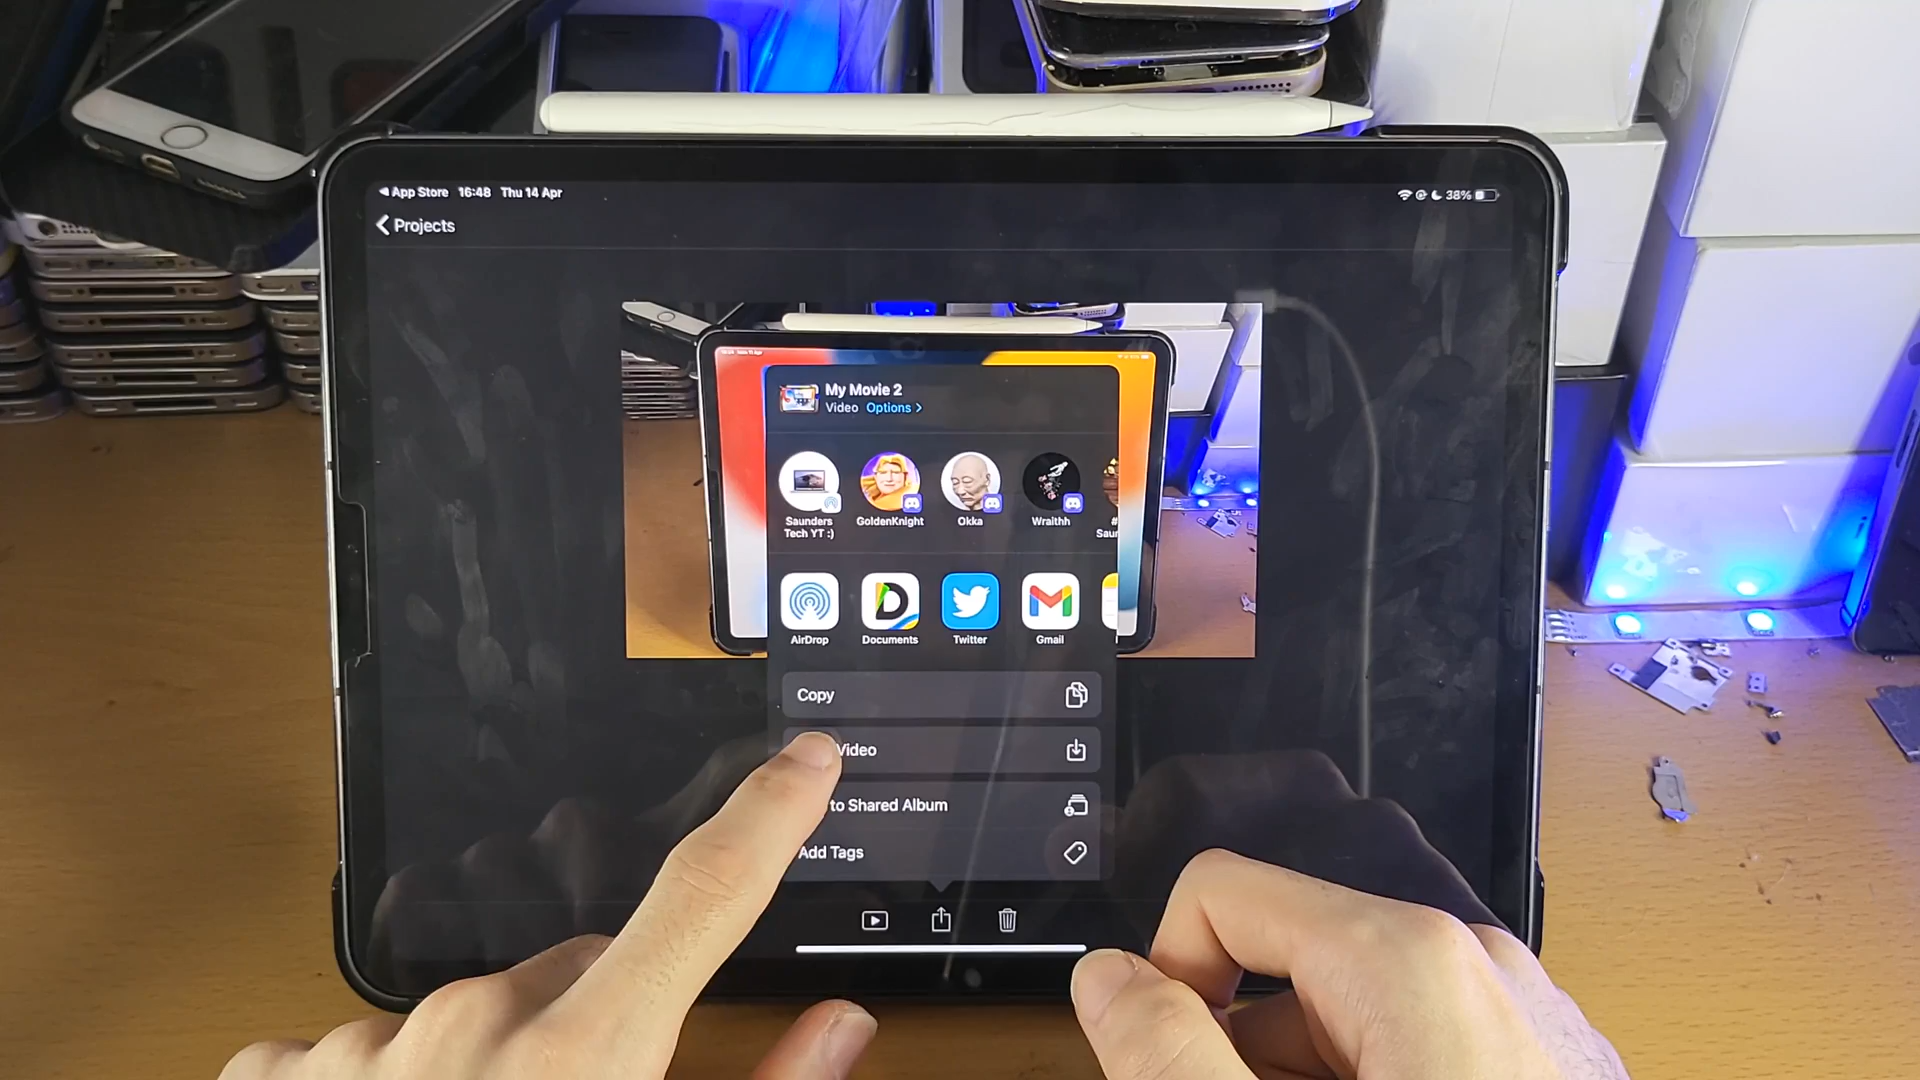 App Store 16:48 Thu 14 Apr
38%
Projects
My Movie 2
Video Options
Saunders Tech YT :)
GoldenKnight
Okka
Wraithh
#
Saun
AirDrop
Documents
Twitter
Gmail
Copy
Video
to Shared Album
Add Tags